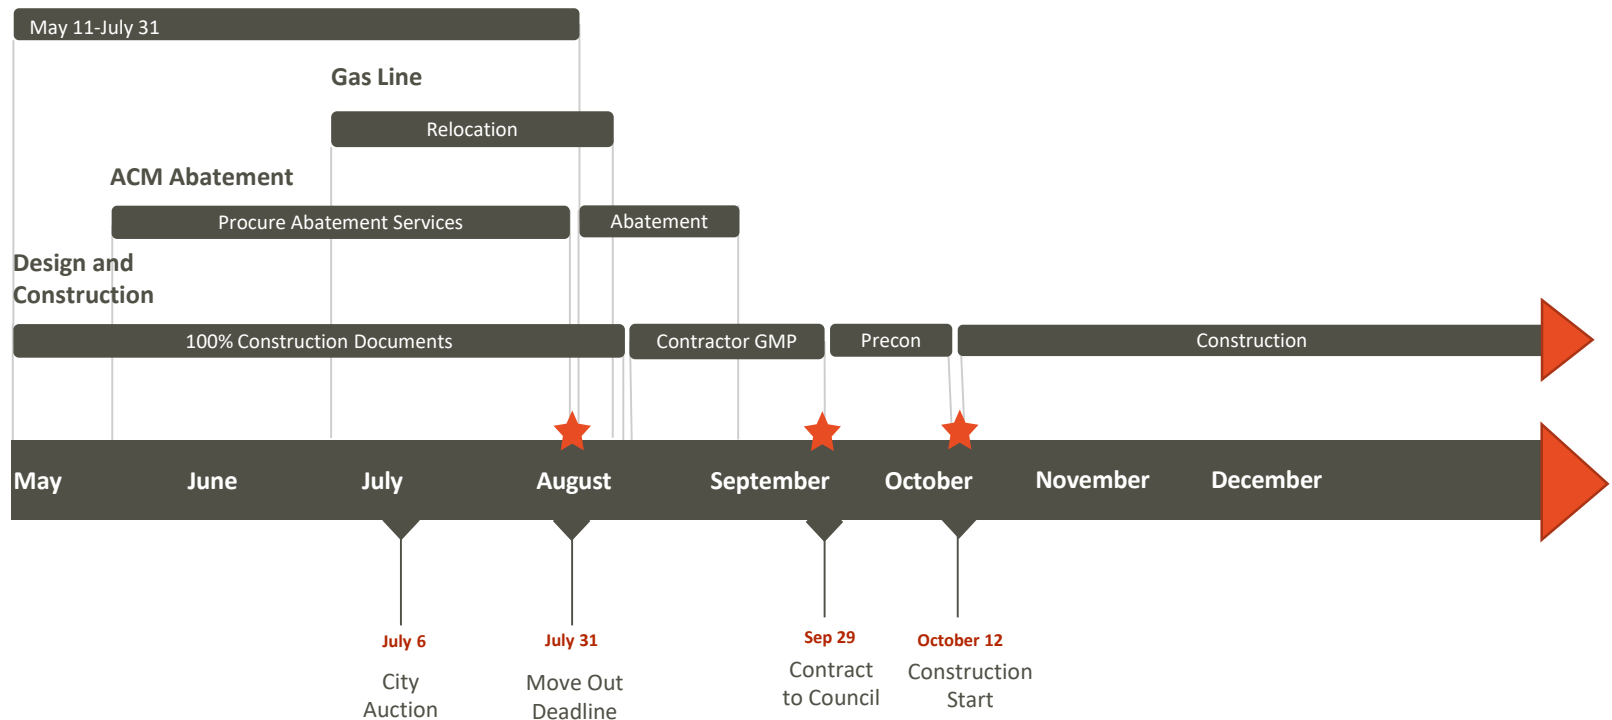 May 11-July 31
Gas Line
Relocation
ACM Abatement
Procure Abatement Services
Abatement
Design and
Construction
100% Construction Documents
Contractor GMP
Precon
Construction
May
June
July
August
September
October
November
December
July 6
City
Auction
July 31
Move Out
Deadline
Sep 29
Contract
to Council
October 12
Construction
Start